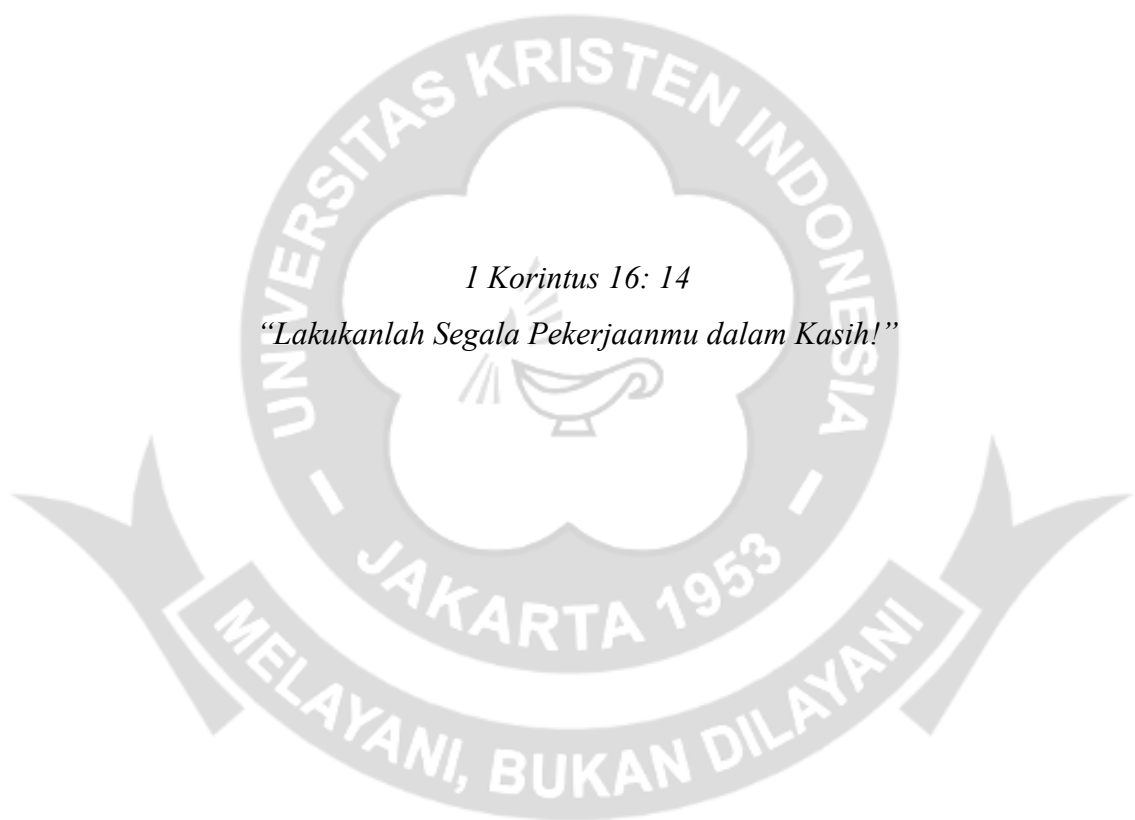 UNIVERSITAS KRISTEN INDONESIA
1 Korintus 16: 14
“Lakukanlah Segala Pekerjaanmu dalam Kasih!”
JAKARTA 1953
MELAYANI, BUKAN DILAYANI